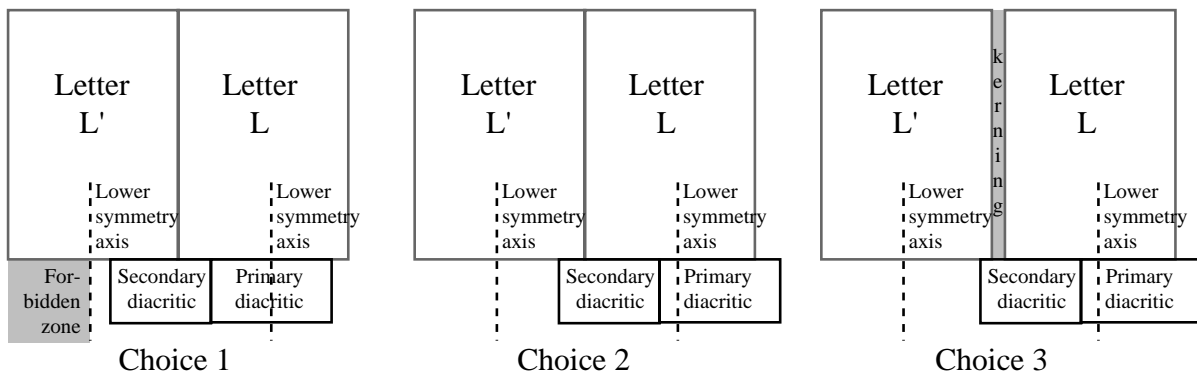 Letter
L'
Letter
L
Lower
symmetry
axis
Lower
symmetry
axis
For-
bidden
zone
Secondary
diacritic
Primary
diacritic
Choice 1
Letter
L'
Letter
L
Lower
symmetry
axis
Lower
symmetry
axis
Secondary
diacritic
Primary
diacritic
Choice 2
Letter
L'
kerning
Letter
L
Lower
symmetry
axis
Lower
symmetry
axis
Secondary
diacritic
Primary
diacritic
Choice 3